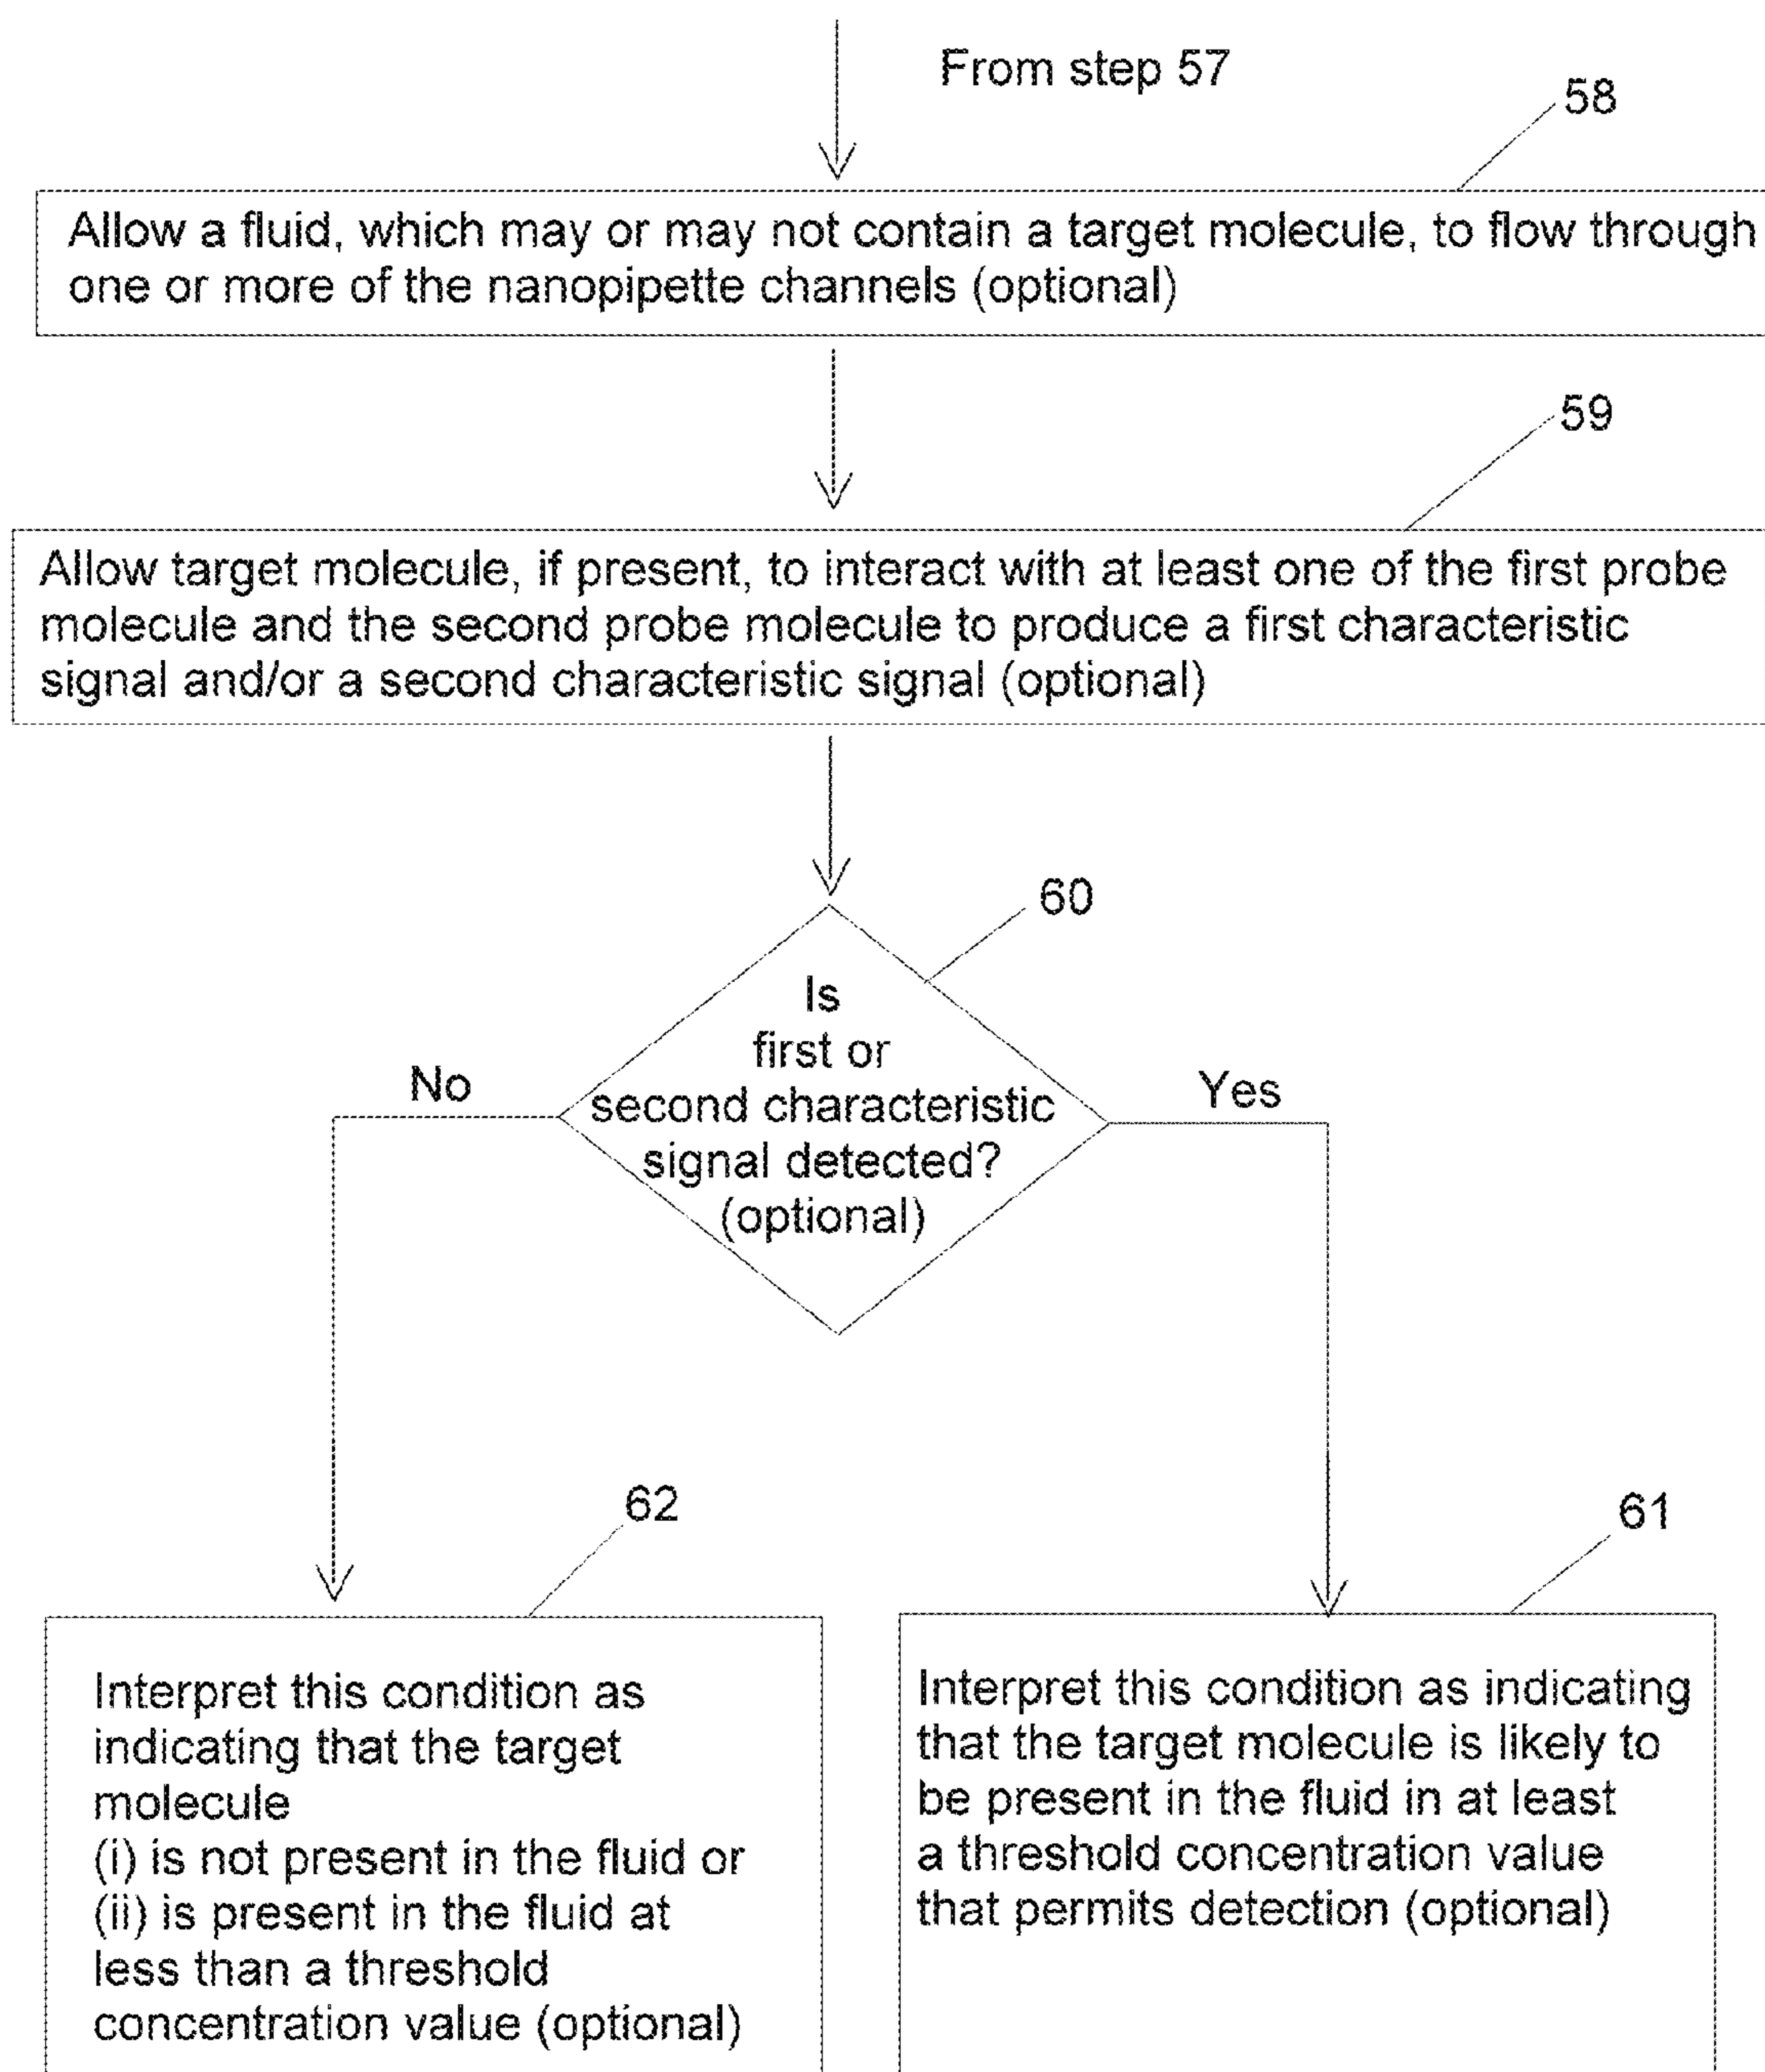 From step 57
58
Allow a fluid, which may or may not contain a target molecule, to flow through
one or more of the nanopipette channels (optional)
59
Allow target molecule, if present, to interact with at least one of the first probe
molecule and the second probe molecule to produce a first characteristic
signal and/or a second characteristic signal (optional)
60
Is
first or
second characteristic
signal detected?
(optional)
No
Yes
62
61
Interpret this condition as
indicating that the target
molecule
(i) is not present in the fluid or
(ii) is present in the fluid at
less than a threshold
concentration value (optional)
Interpret this condition as indicating
that the target molecule is likely to
be present in the fluid in at least
a threshold concentration value
that permits detection (optional)